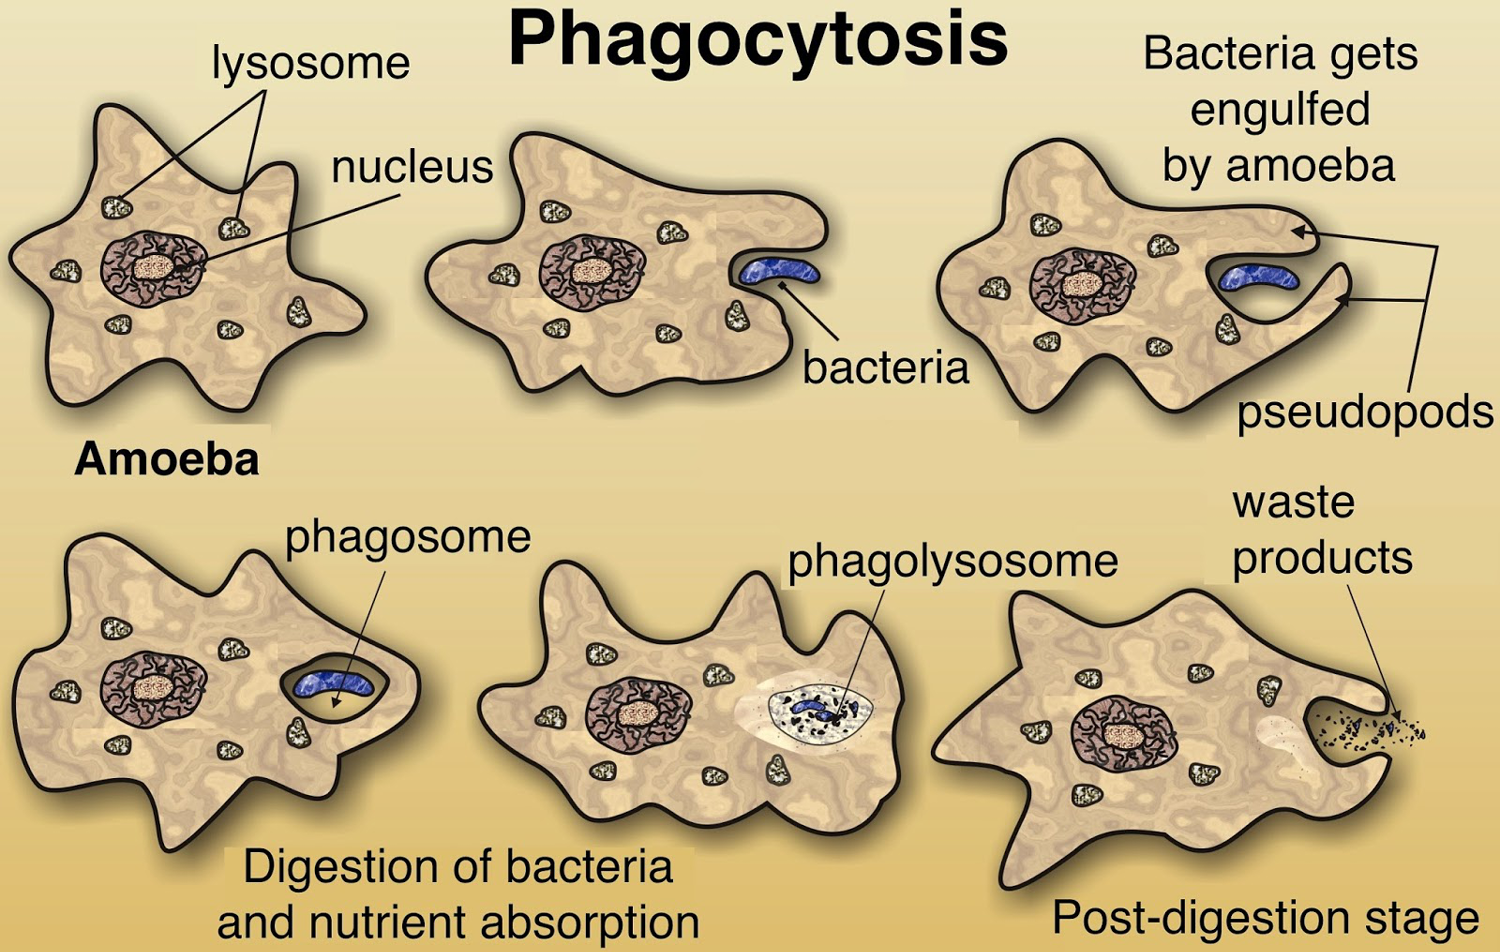 Phagocytosis
lysosome
nucleus
Amoeba
bacteria
Bacteria gets
engulfed
by amoeba
pseudopods
phagosome
Digestion of bacteria
and nutrient absorption
phagolysosome
waste
products
Post-digestion stage